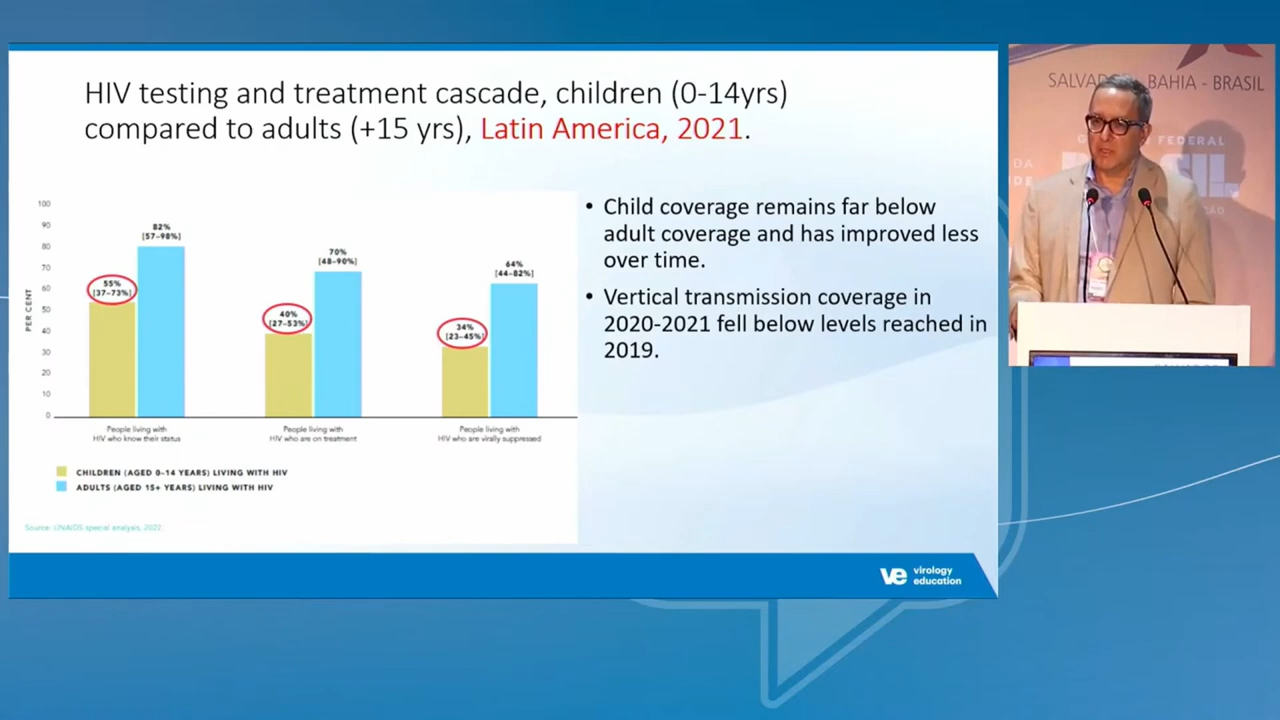 HIV testing and treatment cascade, children (0-14yrs)
compared to adults (+15 yrs), Latin America, 2021.
100
90
80
70
60
50
40
30
20
10
0
PER CENT
55%
[37–73%]
82%
[57–98%]
40%
[27–53%]
70%
[48–90%]
34%
[23–45%]
64%
[44–82%]
People living with
HIV who know their status
People living with
HIV who are on treatment
People living with
HIV who are virally suppressed
CHILDREN (AGED 0–14 YEARS) LIVING WITH HIV
ADULTS (AGED 15+ YEARS) LIVING WITH HIV
Source: UNAIDS special analysis, 2022
• Child coverage remains far below
adult coverage and has improved less
over time.
• Vertical transmission coverage in
2020-2021 fell below levels reached in
2019.
ve virology
education
SALVADOR - BAHIA - BRASIL
FEDERAL